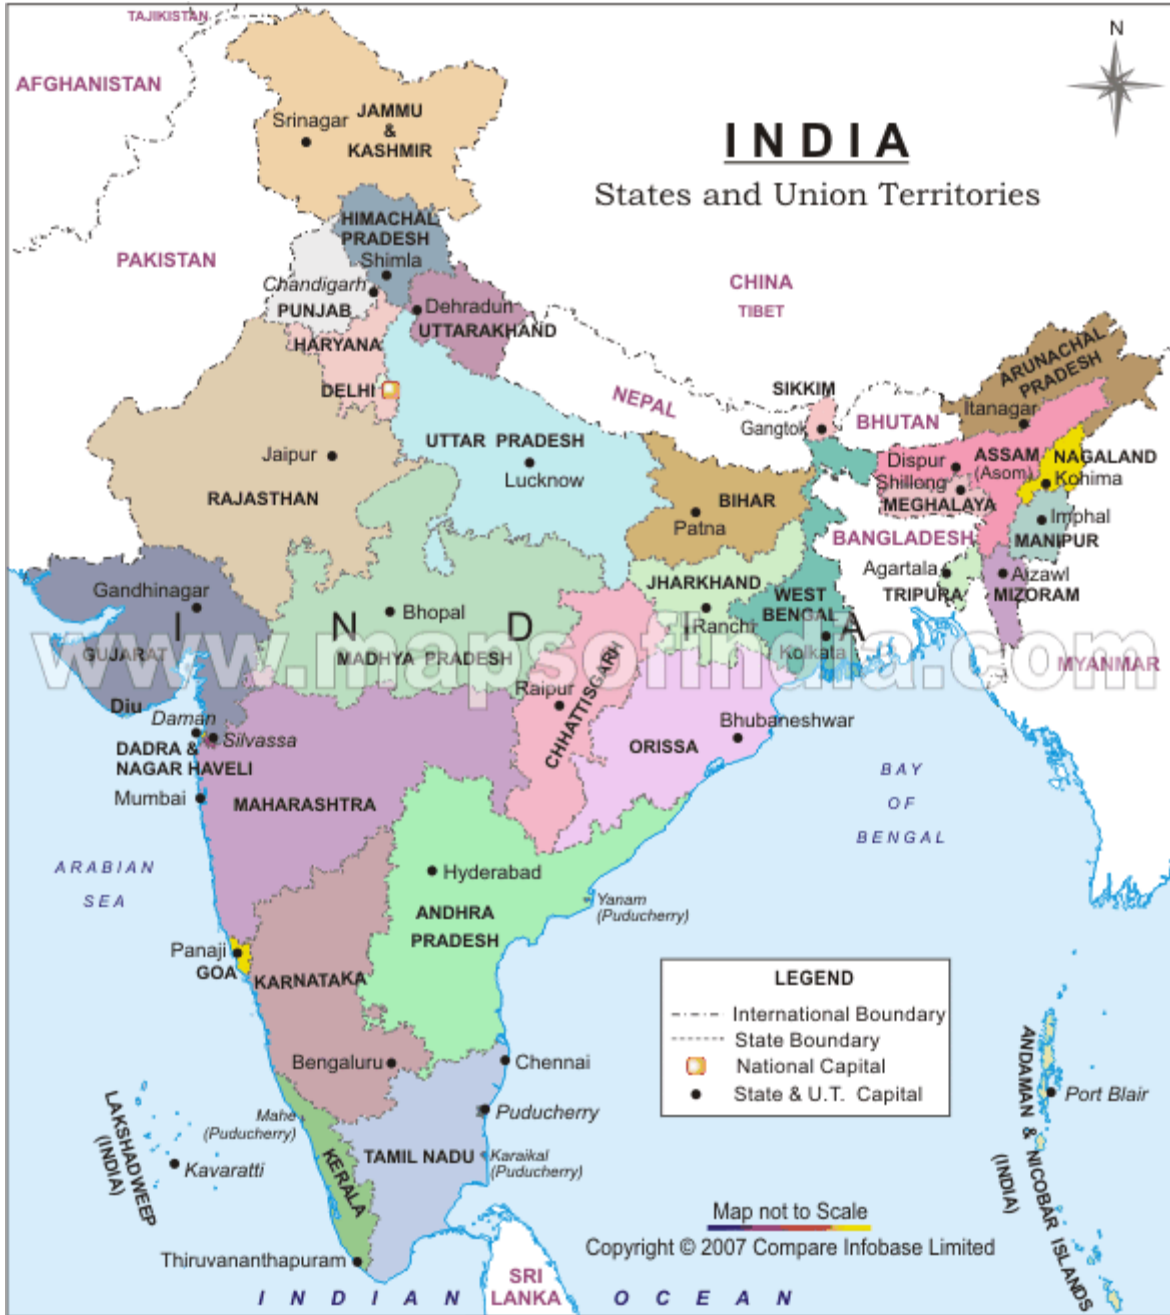 TAJIKISTAN
AFGHANISTAN
N
JAMMU
&
KASHMIR
Srinagar
INDIA
States and Union Territories
HIMACHAL
PRADESH
Shimla
PAKISTAN
Chandigarh
PUNJAB
CHINA
TIBET
Dehradun
UTTARAKHAND
HARYANA
DELHI
ARUNACHAL
PRADESH
SIKKIM
NEPAL
Itanagar
Gangtok
BHUTAN
UTTAR PRADESH
Jaipur
Lucknow
RAJASTHAN
ASSAM
(Asom)
NAGALAND
Kohima
Dispur
Shillong
MEGHALAYA
BIHAR
Patna
Imphal
MANIPUR
BANGLADESH
Agartala
TRIPURA
Aizawl
MIZORAM
JHARKHAND
Ranchi
WEST
BENGAL
Kolkata
Gandhinagar
Bhopal
I N D I A
www.mapsofindia.com
GUJARAT
MADHYA PRADESH
MYANMAR
Raipur
CHHATTISGARH
Diu
Daman
Silvassa
DADRA &
NAGAR HAVELI
Bhubaneshwar
ORISSA
Mumbai
MAHARASHTRA
BAY
OF
BENGAL
ARABIAN
SEA
Hyderabad
ANDHRA
PRADESH
Yanam
(Puducherry)
Panaji
GOA
KARNATAKA
LEGEND
International Boundary
State Boundary
National Capital
State & U.T. Capital
Bengaluru
Chennai
Mahe
(Puducherry)
Puducherry
LAKSHADWEEP
(INDIA)
Kavaratti
KERALA
TAMIL NADU
Karaikal
(Puducherry)
Port Blair
ANDAMAN & NICOBAR ISLANDS
(INDIA)
Map not to Scale
Copyright © 2007 Compare Infobase Limited
Thiruvananthapuram
SRI
LANKA
INDIAN OCEAN